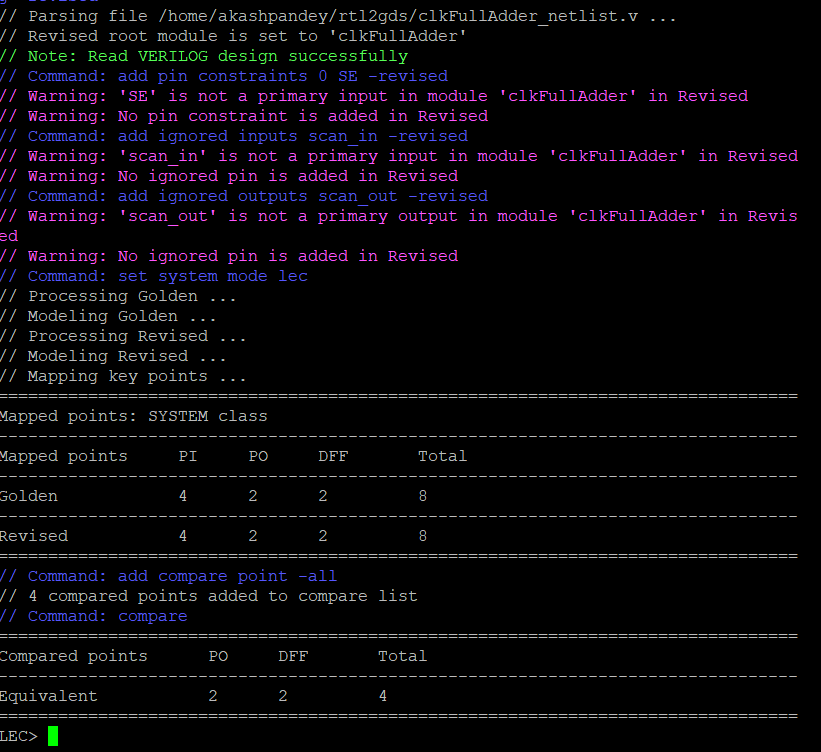 // Parsing file /home/akashpandey/rtl2gds/clkFullAdder_netlist.v ...
// Revised root module is set to 'clkFullAdder'
// Note: Read VERILOG design successfully
// Command: add pin constraints 0 SE -revised
// Warning: 'SE' is not a primary input in module 'clkFullAdder' in Revised
// Warning: No pin constraint is added in Revised
// Command: add ignored inputs scan_in -revised
// Warning: 'scan_in' is not a primary input in module 'clkFullAdder' in Revised
// Warning: No ignored pin is added in Revised
// Command: add ignored outputs scan_out -revised
// Warning: 'scan_out' is not a primary output in module 'clkFullAdder' in Revis
ed
// Warning: No ignored pin is added in Revised
// Command: set system mode lec
// Processing Golden ...
// Modeling Golden ...
// Processing Revised ...
// Modeling Revised ...
// Mapping key points ...
================================================================================
Mapped points: SYSTEM class
--------------------------------------------------------------------------------
Mapped points     PI     PO     DFF       Total
--------------------------------------------------------------------------------
Golden            4      2      2         8
--------------------------------------------------------------------------------
Revised           4      2      2         8
================================================================================
// Command: add compare point -all
// 4 compared points added to compare list
// Command: compare
================================================================================
Compared points      PO     DFF       Total
--------------------------------------------------------------------------------
Equivalent           2      2         4
================================================================================
LEC>